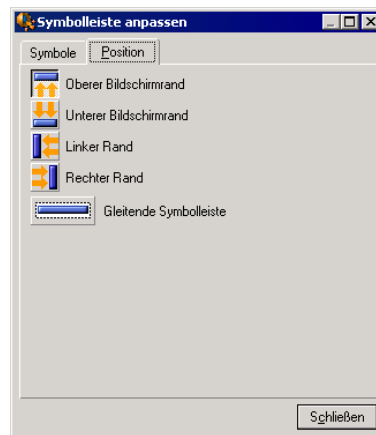 Symbolleiste anpassen
Symbole Position
Oberer Bildschirmrand
Unterer Bildschirmrand
Linker Rand
Rechter Rand
Gleitende Symbolleiste
Schließen